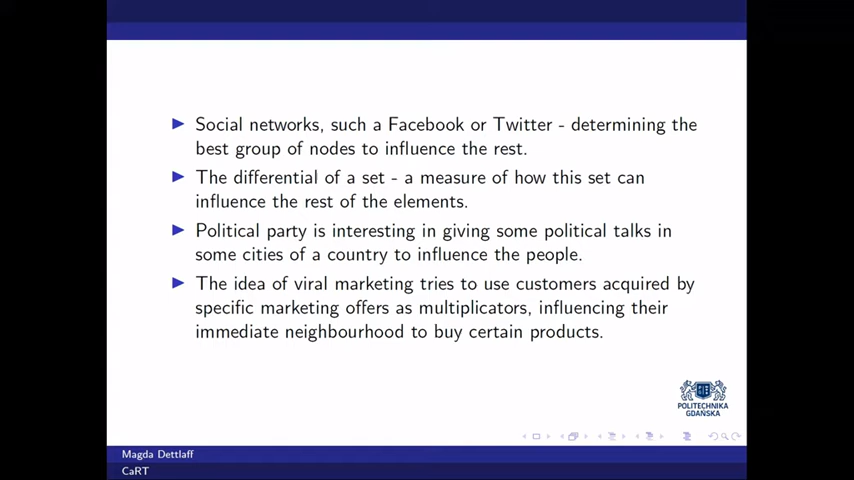 Social networks, such a Facebook or Twitter - determining the
best group of nodes to influence the rest.
The differential of a set - a measure of how this set can
influence the rest of the elements.
Political party is interesting in giving some political talks in
some cities of a country to influence the people.
The idea of viral marketing tries to use customers acquired by
specific marketing offers as multiplicators, influencing their
immediate neighbourhood to buy certain products.
POLITECHNIKA
GDAŃSKA
Magda Dettlaff
CaRT